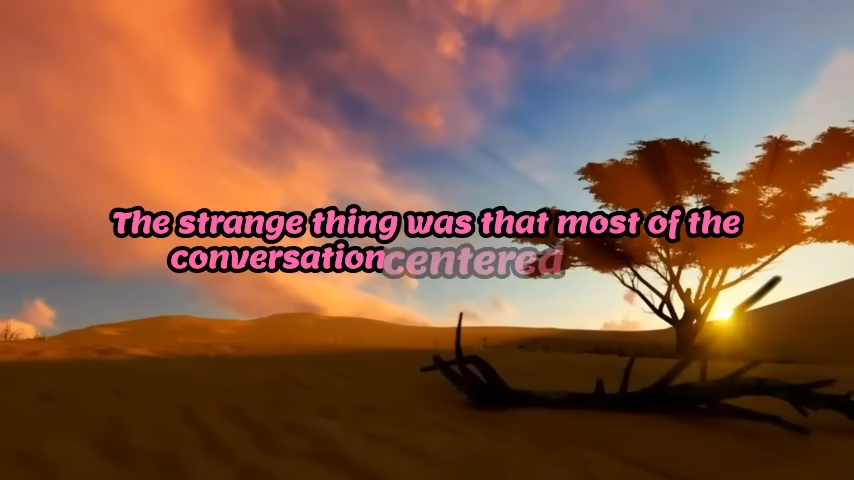 The strange thing was that most of the
conversation centered